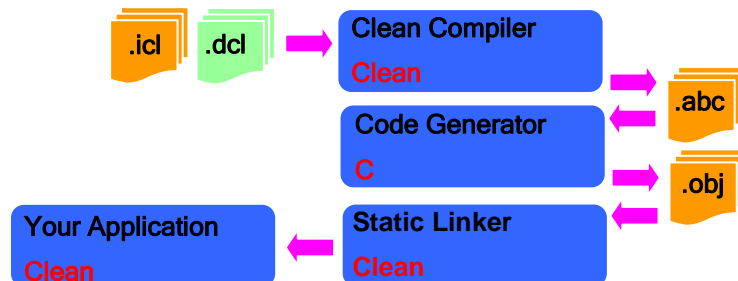 .icl
.dcl
Clean Compiler
Clean
.abc
Code Generator
C
.obj
Static Linker
Clean
Your Application
Clean